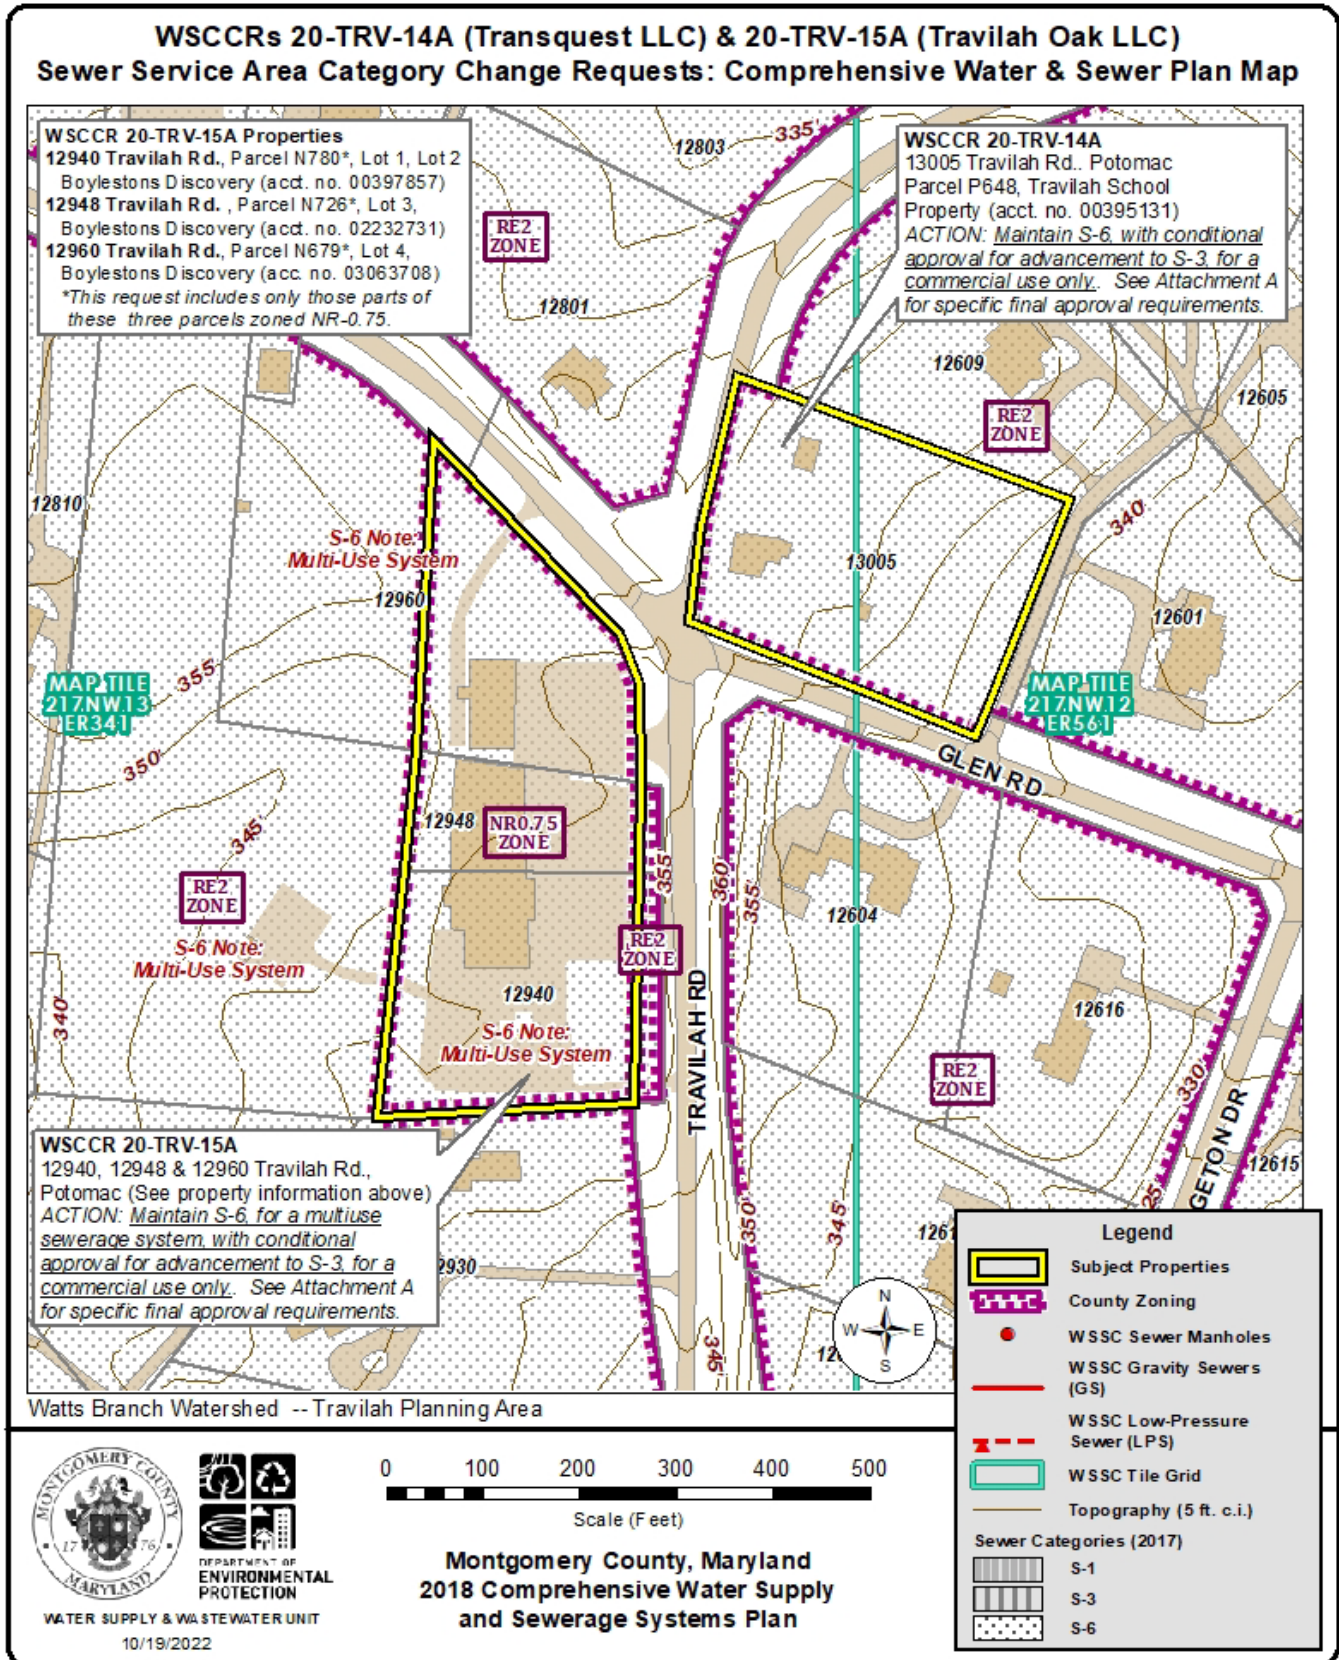 WSCCRs 20-TRV-14A (Transquest LLC) & 20-TRV-15A (Travilah Oak LLC)
Sewer Service Area Category Change Requests: Comprehensive Water & Sewer Plan Map
WSCCR 20-TRV-15A Properties
12940 Travilah Rd., Parcel N780*, Lot 1, Lot 2
Boylestons Discovery (acct. no. 00397857)
12948 Travilah Rd. , Parcel N726*, Lot 3,
Boylestons Discovery (acct. no. 02232731)
12960 Travilah Rd., Parcel N679*, Lot 4,
Boylestons Discovery (acc. no. 03063708)
*This request includes only those parts of
these three parcels zoned NR-0.75.
WSCCR 20-TRV-14A
13005 Travilah Rd.. Potomac
Parcel P648, Travilah School
Property (acct. no. 00395131)
ACTION: Maintain S-6, with conditional
approval for advancement to S-3, for a
commercial use only.. See Attachment A
for specific final approval requirements.
12803
335'
RE2
ZONE
12801
12609
RE2
ZONE
12605
12810
340'
S-6 Note:
Multi-Use System
13005
12960
12601
355'
MAP TILE
217NW13
ER341
MAP TILE
217NW12
ER561
350'
GLEN RD
12948
NR0.75
ZONE
345'
355'
360'
355'
RE2
ZONE
12604
RE2
ZONE
S-6 Note:
Multi-Use System
12940
340'
S-6 Note:
Multi-Use System
TRAVILAH RD
12616
RE2
ZONE
330'
GETON DR
12615
25'
350'
345'
WSCCR 20-TRV-15A
12940, 12948 & 12960 Travilah Rd.,
Potomac (See property information above)
ACTION: Maintain S-6, for a multiuse
sewerage system, with conditional
approval for advancement to S-3, for a
commercial use only.. See Attachment A
for specific final approval requirements.
2930
1261
345'
N
W E
S
12
Legend
Subject Properties
County Zoning
WSSC Sewer Manholes
WSSC Gravity Sewers
(GS)
WSSC Low-Pressure
Sewer (LPS)
WSSC Tile Grid
Topography (5 ft. c.i.)
Sewer Categories (2017)
S-1
S-3
S-6
Watts Branch Watershed -- Travilah Planning Area
MONTGOMERY COUNTY
17 76
MARYLAND
DEPARTMENT OF
ENVIRONMENTAL
PROTECTION
WATER SUPPLY & WASTEWATER UNIT
10/19/2022
0 100 200 300 400 500
Scale (Feet)
Montgomery County, Maryland
2018 Comprehensive Water Supply
and Sewerage Systems Plan